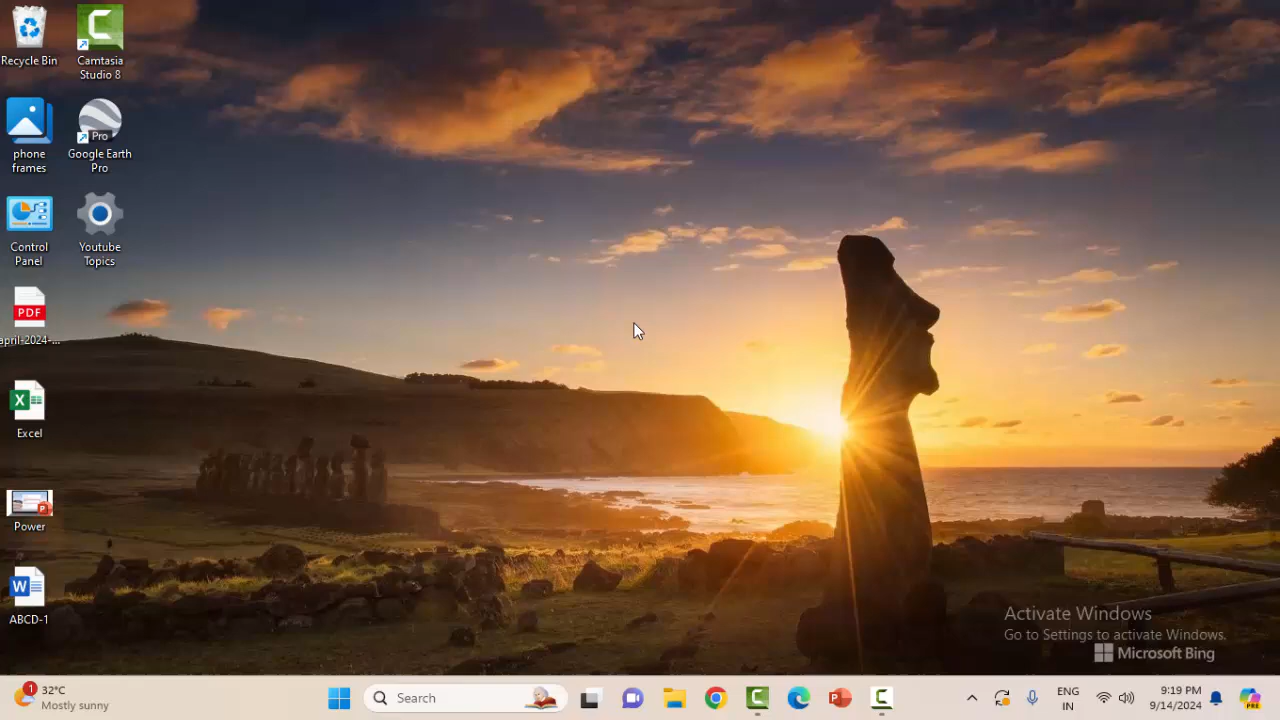 Recycle Bin
Camtasia
Studio 8
phone
frames
Pro
Google Earth
Pro
Control
Panel
Youtube
Topics
PDF
april-2024-...
X
Excel
P
Power
W
ABCD-1
Activate Windows
Go to Settings to activate Windows.
Microsoft Bing
1
32°C
Mostly sunny
Search
P
ENG
IN
9:19 PM
9/14/2024
PRE